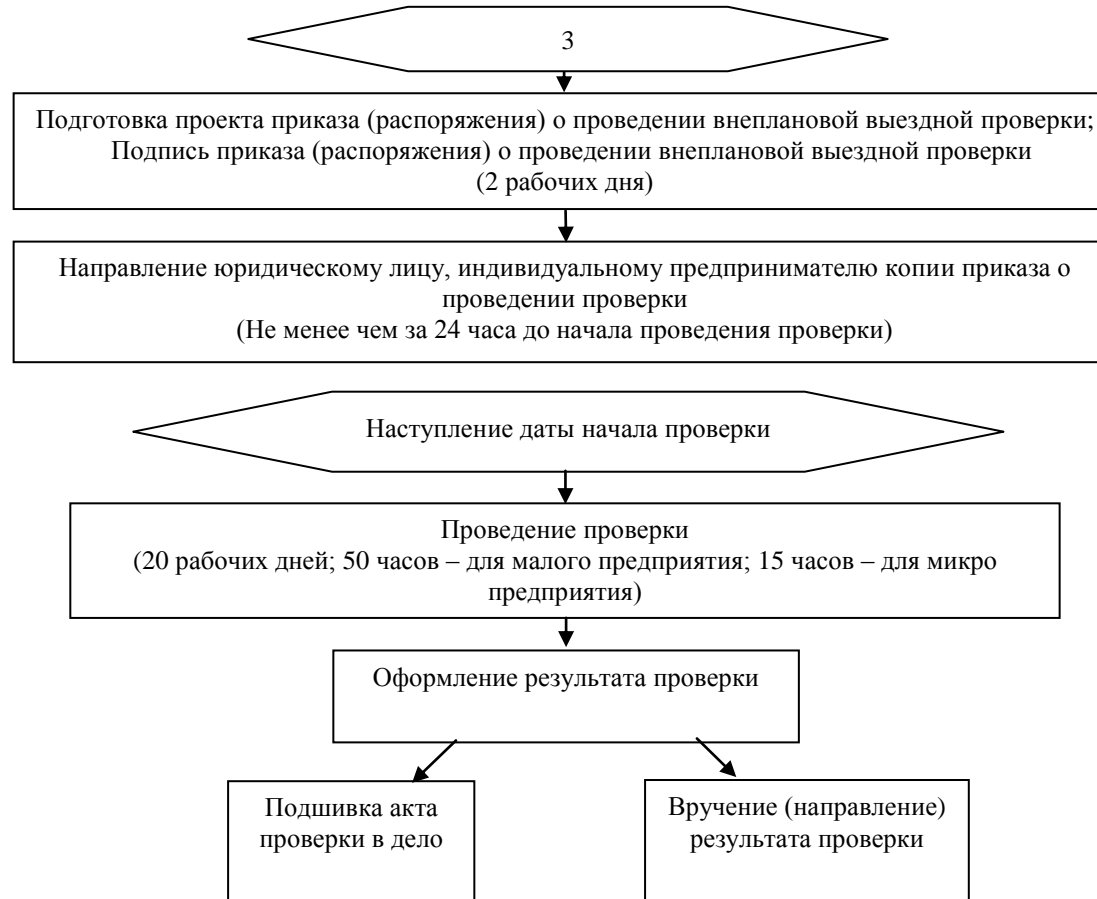 3
Подготовка проекта приказа (распоряжения) о проведении внеплановой выездной проверки;
Подпись приказа (распоряжения) о проведении внеплановой выездной проверки
(2 рабочих дня)
Направление юридическому лицу, индивидуальному предпринимателю копии приказа о
проведении проверки
(Не менее чем за 24 часа до начала проведения проверки)
Наступление даты начала проверки
Проведение проверки
(20 рабочих дней; 50 часов – для малого предприятия; 15 часов – для микро
предприятия)
Оформление результата проверки
Подшивка акта
проверки в дело
Вручение (направление)
результата проверки